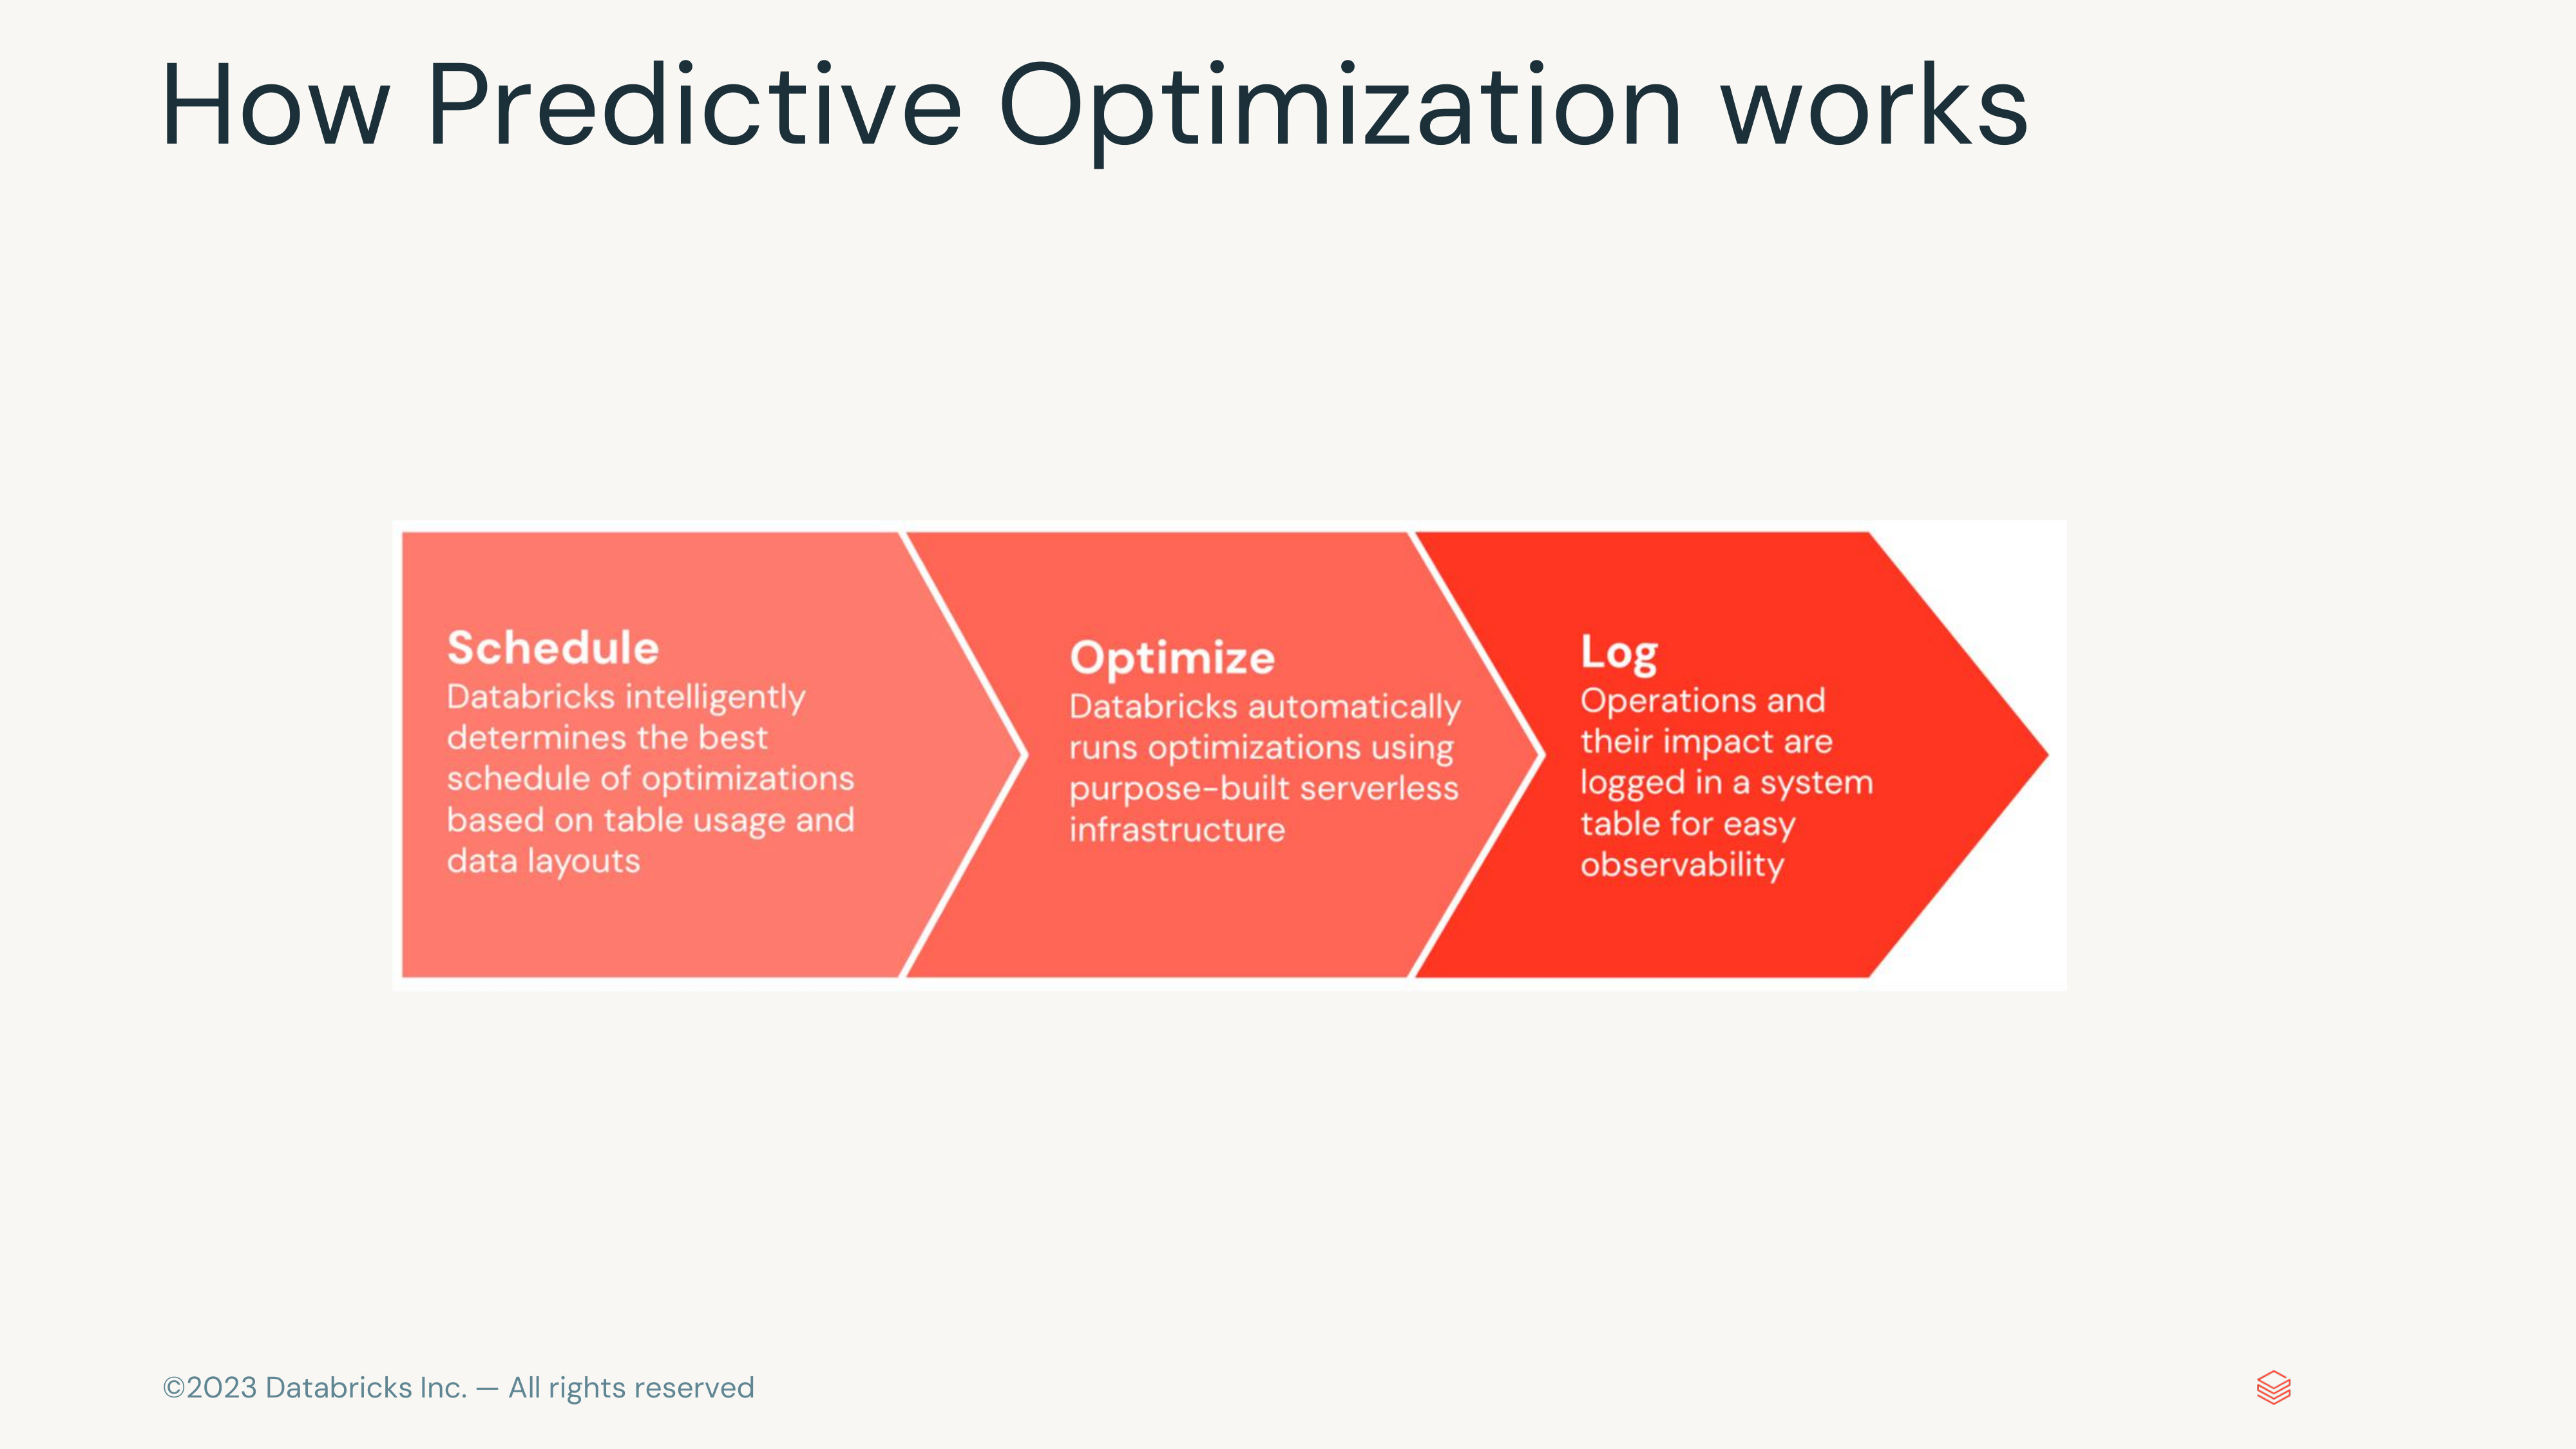 How Predictive Optimization works
Schedule
Databricks intelligently
determines the best
schedule of optimizations
based on table usage and
data layouts
Optimize
Databricks automatically
runs optimizations using
purpose-built serverless
infrastructure
Log
Operations and
their impact are
logged in a system
table for easy
observability
©2023 Databricks Inc. — All rights reserved